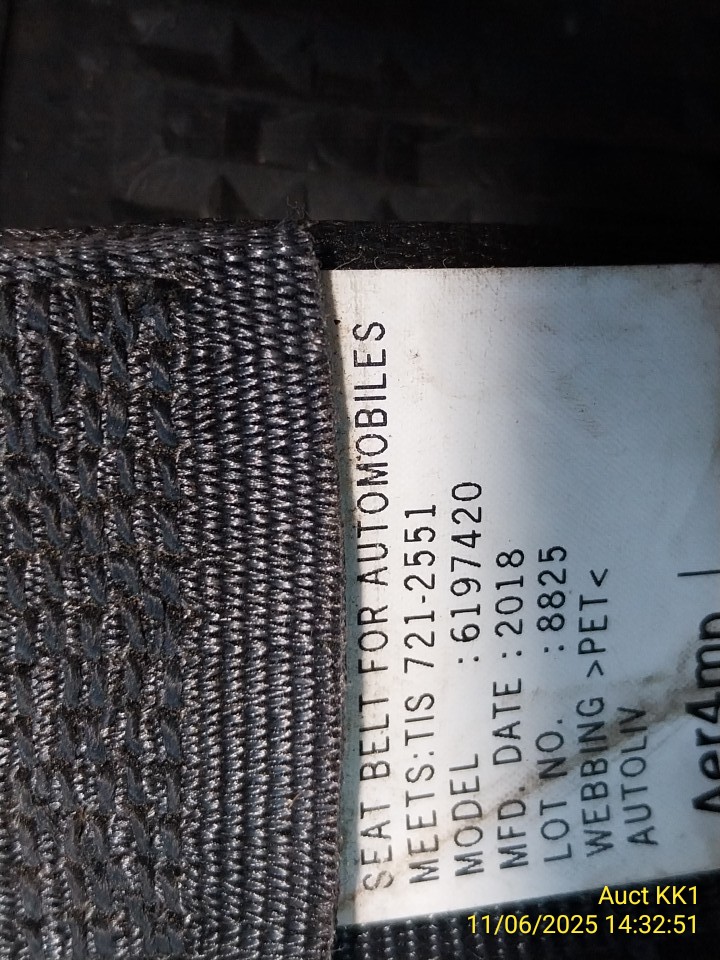 SEAT BELT FOR AUTOMOBILES
MEETS:TIS 721-2551
MODEL :6197420
MFD. DATE :2018
LOT NO. :8825
WEBBING >PET<
AUTOLIV
Auct KK1
11/06/2025 14:32:51